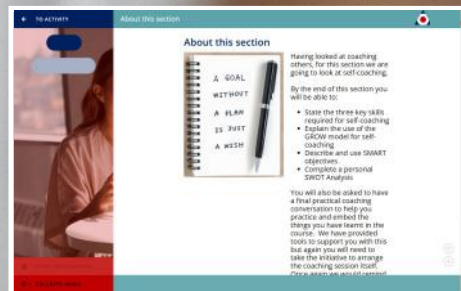 TO ACTIVITY
About this section
About this section
A GOAL
WITHOUT
A PLAN
IS JUST
A WISH
Having looked at coaching
others, for this section we are
going to look at self-coaching.
By the end of this section you
will be able to:
State the three key skills
required for self-coaching
Explain the use of the
GROW model for self-
coaching
Describe and use SMART
objectives
Complete a personal
SWOT Analysis
You will also be asked to have
a final practical coaching
conversation to help you
practice and embed the
things you have learnt in the
course. We have provided
tools to support you with this
but again you will need to
take the initiative to arrange
the coaching session itself.
Once again we would remind